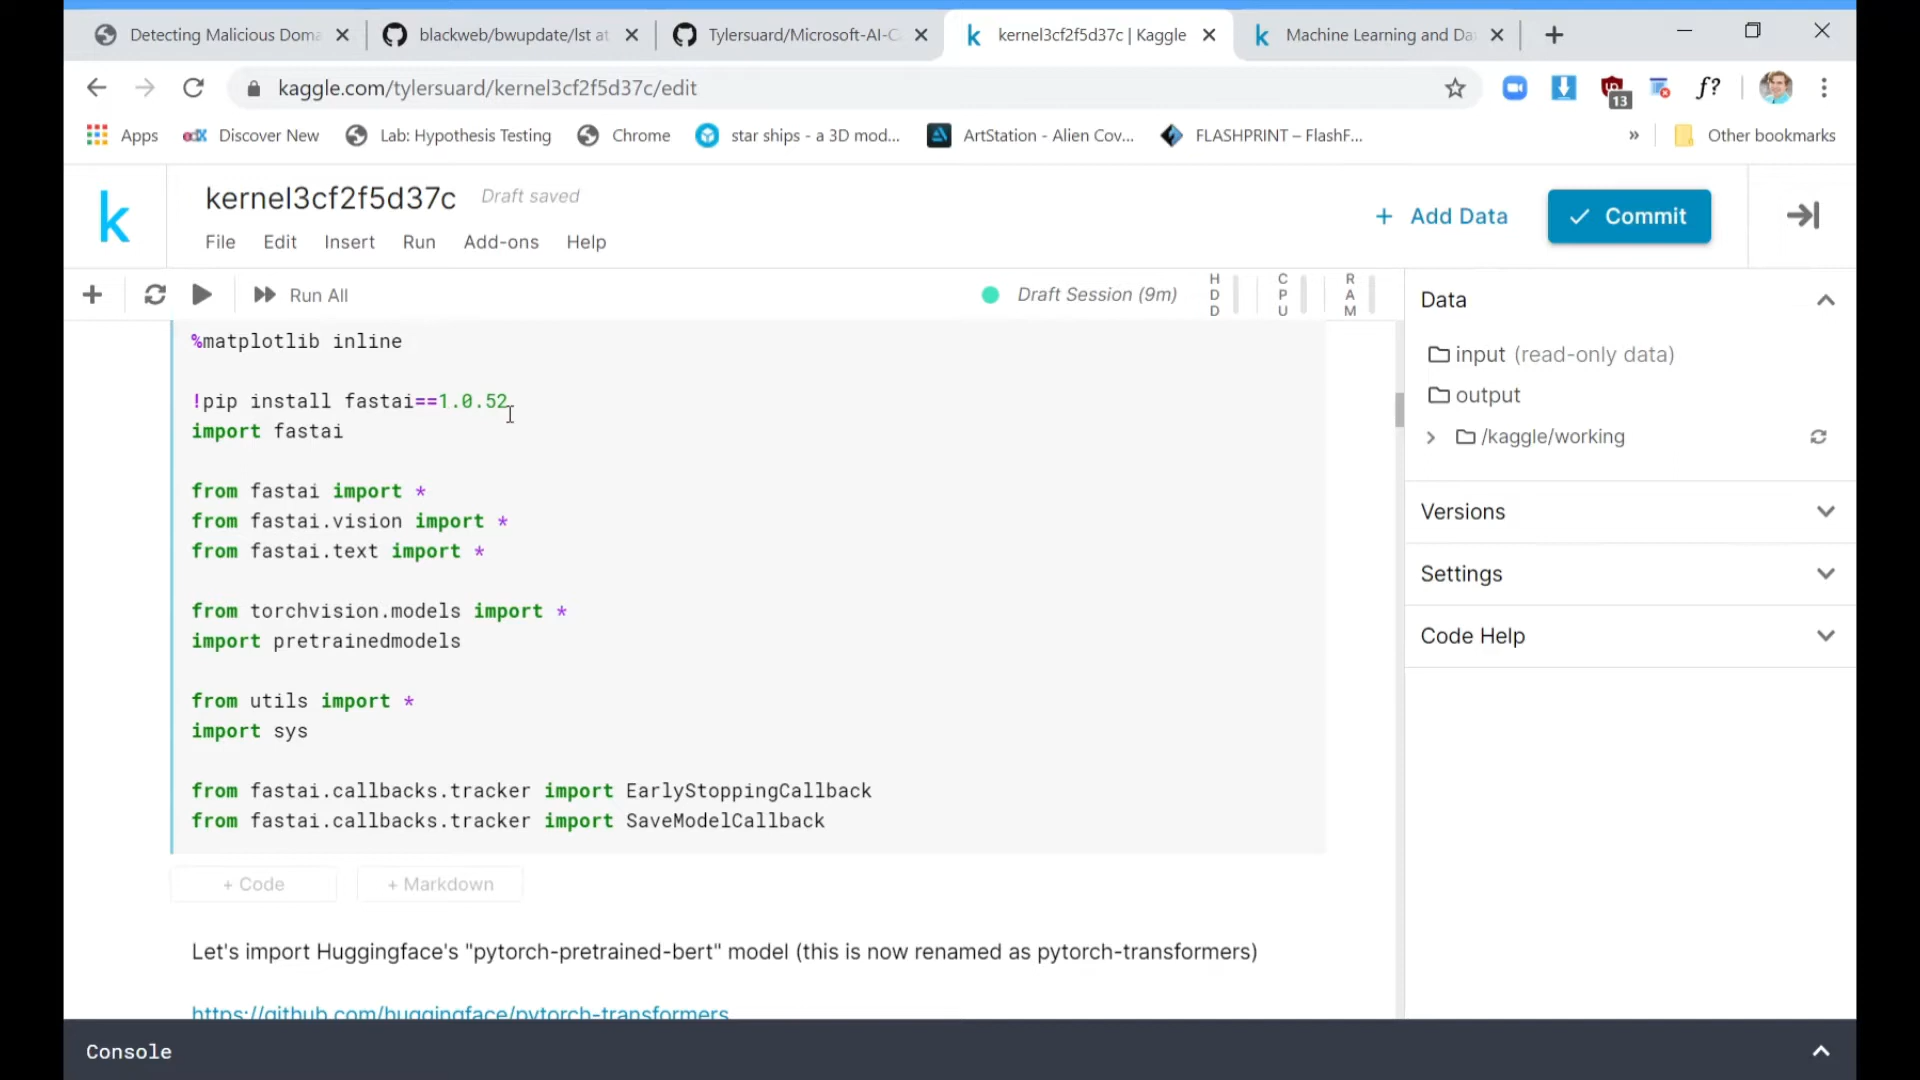 Detecting Malicious Doma
blackweb/bwupdate/lst at
Tylersuard/Microsoft-AI-C
kernel3cf2f5d37c | Kaggle
Machine Learning and Da
kaggle.com/tylersuard/kernel3cf2f5d37c/edit
13
f?
Apps
edX
Discover New
Lab: Hypothesis Testing
Chrome
star ships - a 3D mod...
ArtStation - Alien Cov...
FLASHPRINT – FlashF...
»
Other bookmarks
k
kernel3cf2f5d37c
Draft saved
File
Edit
Insert
Run
Add-ons
Help
+ Add Data
Commit
Run All
Draft Session (9m)
HDD
CPU
RAM
%matplotlib inline
!pip install fastai==1.0.52
import fastai
from fastai import *
from fastai.vision import *
from fastai.text import *
from torchvision.models import *
import pretrainedmodels
from utils import *
import sys
from fastai.callbacks.tracker import EarlyStoppingCallback
from fastai.callbacks.tracker import SaveModelCallback
+ Code
+ Markdown
Let's import Huggingface's "pytorch-pretrained-bert" model (this is now renamed as pytorch-transformers)
https://github.com/huggingface/pytorch-transformers
Data
input (read-only data)
output
/kaggle/working
Versions
Settings
Code Help
Console